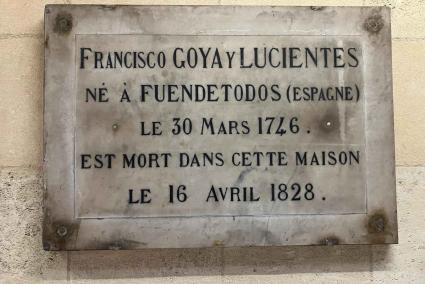 FRANCISCO GOYA Y LUCIENTES
NÉ À FUENDETODOS (ESPAGNE)
LE 30 MARS 1746.
EST MORT DANS CETTE MAISON
LE 16 AVRIL 1828.